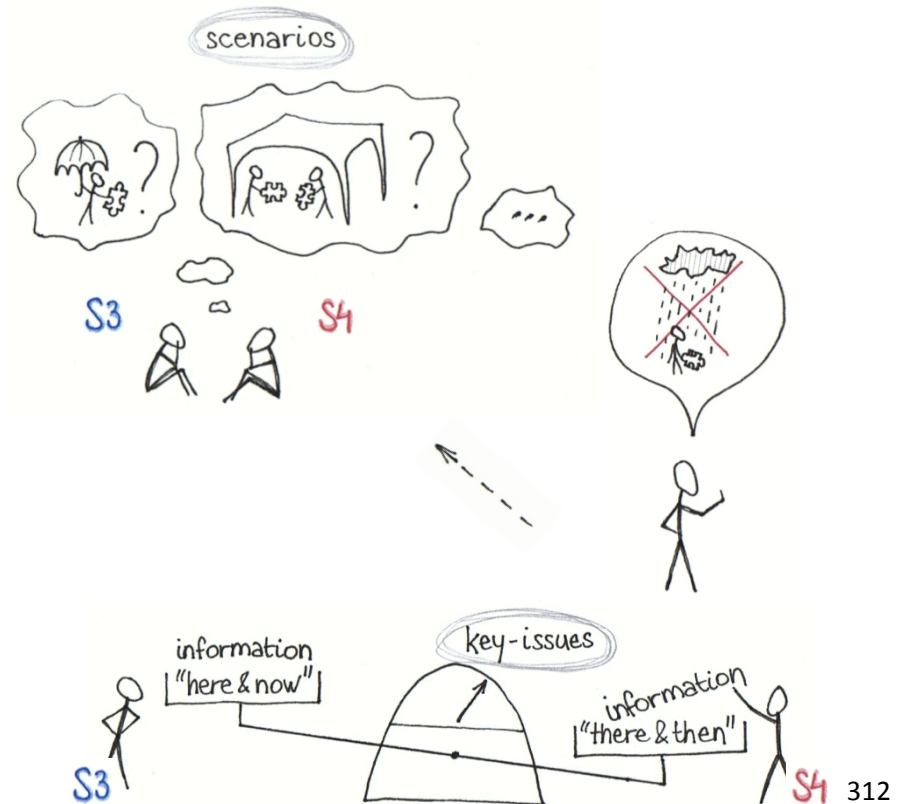 scenarios
?
?
...
S3
S4
key-issues
information
"here & now"
information
"there & then"
S3
S4
312